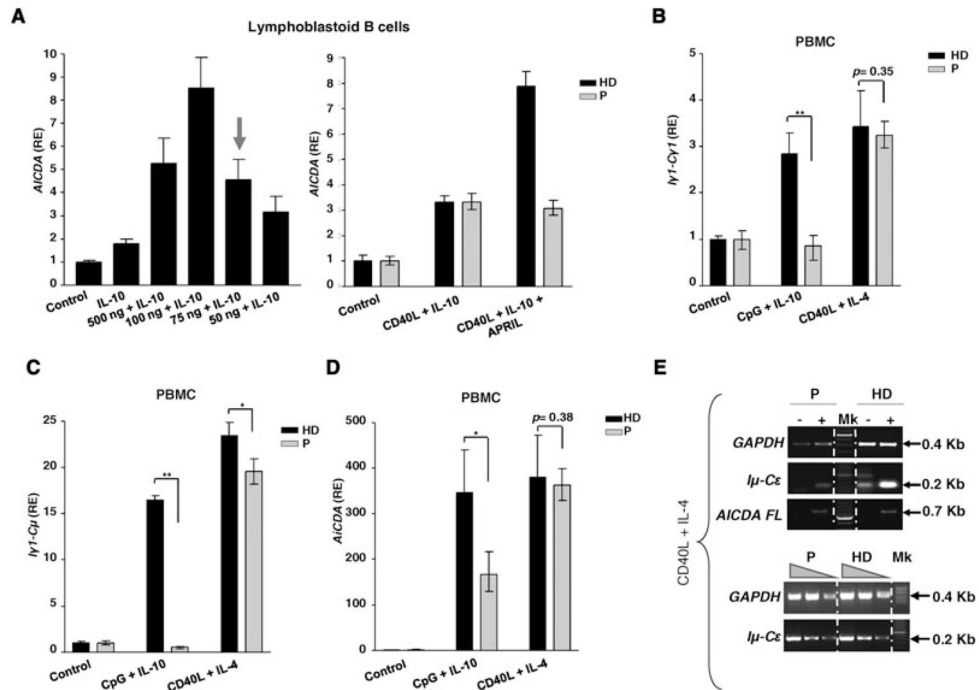 A
Lymphoblastoid B cells
AICDA (RE)
10
9
8
7
6
5
4
3
2
1
0
Control
IL-10
500 ng + IL-10
100 ng + IL-10
75 ng + IL-10
50 ng + IL-10
AICDA (RE)
9
8
7
6
5
4
3
2
1
0
Control
CD40L + IL-10
CD40L + IL-10 +
APRIL
HD
P
B
PBMC
Iγ1-Cγ1 (RE)
5
4
3
2
1
0
**
p= 0.35
HD
P
Control
CpG + IL-10
CD40L + IL-4
C
PBMC
Iγ1-Cμ (RE)
25
20
15
10
5
0
**
*
HD
P
Control
CpG + IL-10
CD40L + IL-4
D
PBMC
AiCDA (RE)
500
400
300
200
100
0
*
p= 0.38
HD
P
Control
CpG + IL-10
CD40L + IL-4
E
CD40L + IL-4
P HD
- + Mk - +
GAPDH 0.4 Kb
Iμ-Cε 0.2 Kb
AICDA FL 0.7 Kb
P HD Mk
GAPDH 0.4 Kb
Iμ-Cε 0.2 Kb